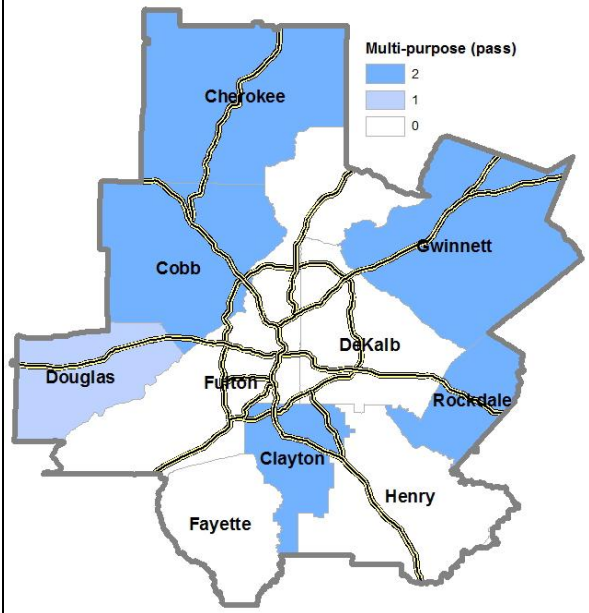 Multi-purpose (pass)
2
1
0
Cherokee
Gwinnett
Cobb
DeKalb
Douglas
Fulton
Rockdale
Clayton
Henry
Fayette